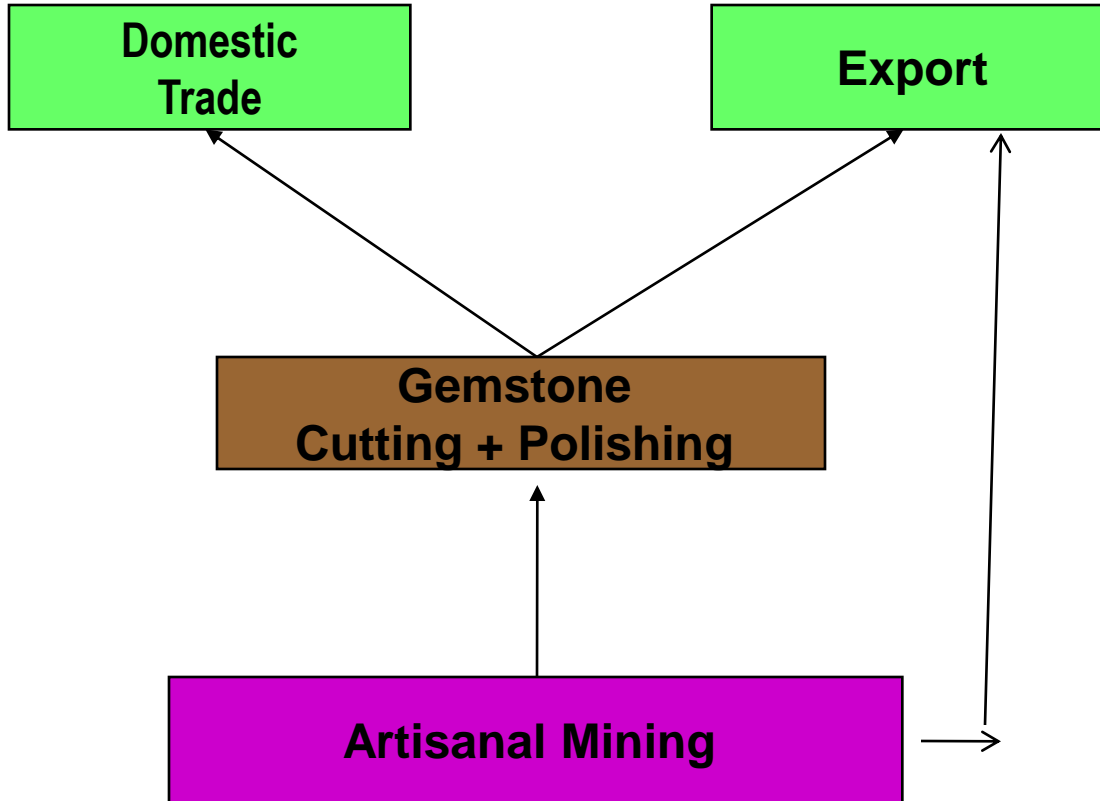 Domestic
Trade
Export
Gemstone
Cutting + Polishing
Artisanal Mining